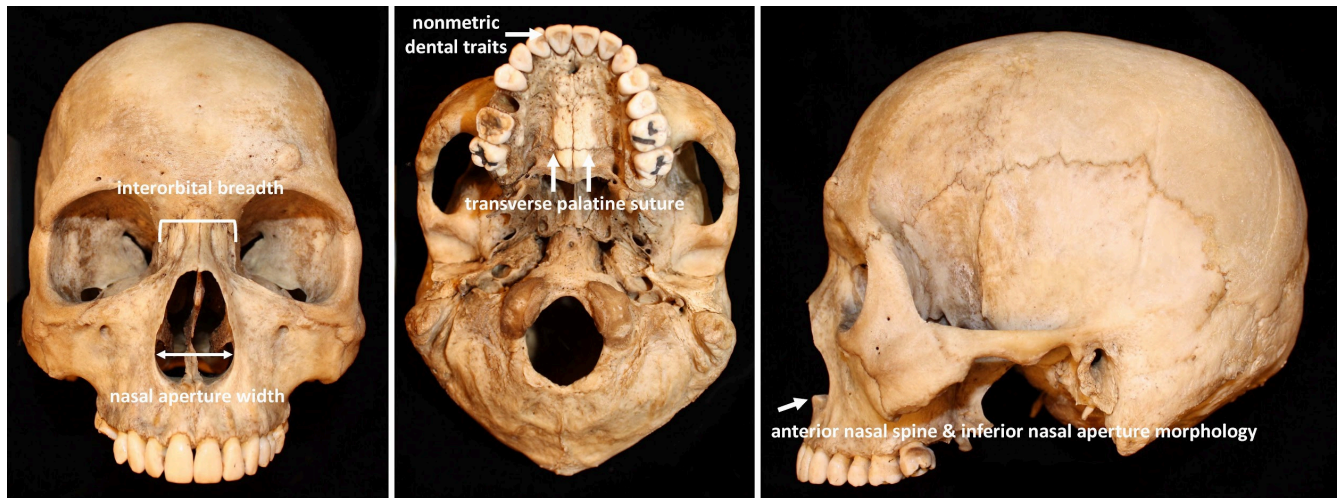 Interorbital breadth
nasal aperture width
nonmetric
dental traits
transverse palatine suture
anterior nasal spine & inferior nasal aperture morphology